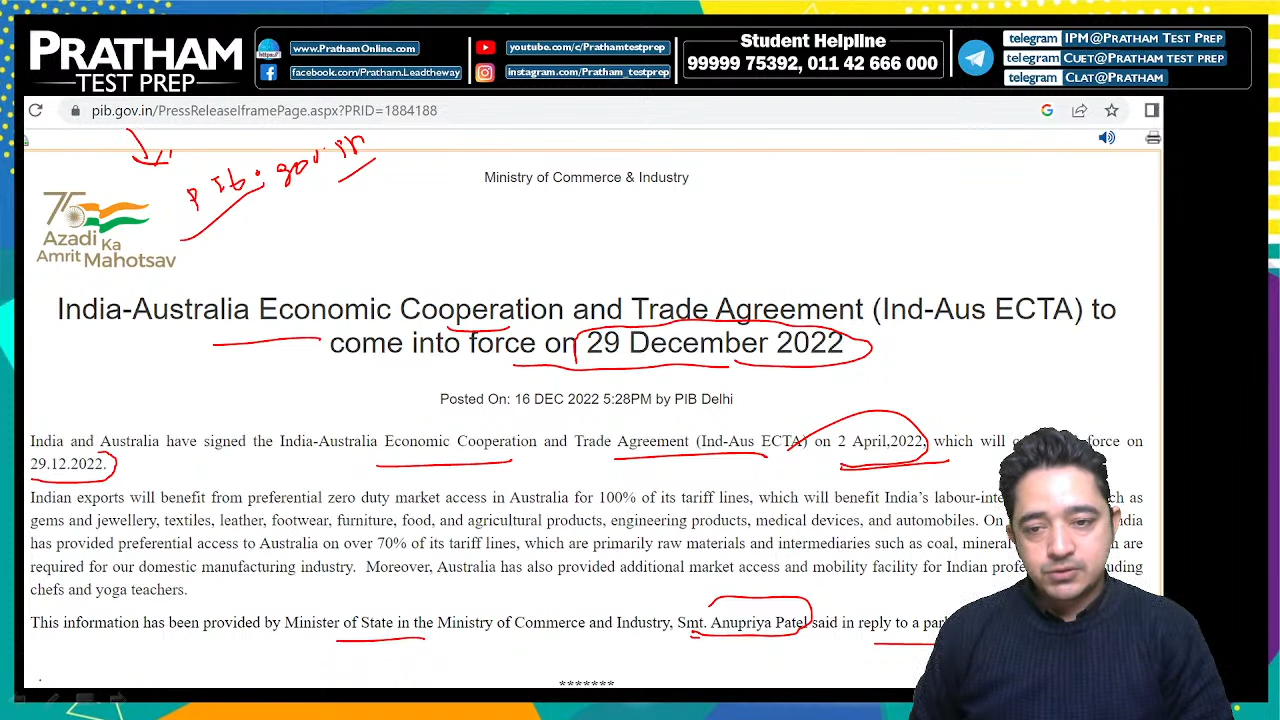 PRATHAM
TEST PREP
https://
www.PrathamOnline.com
facebook.com/Pratham.Leadtheway
youtube.com/c/Prathamtestprep
instagram.com/Pratham_testprep
Student Helpline
99999 75392, 011 42 666 000
telegram IPM@PRATHAM TEST PREP
telegram CUET@PRATHAM TEST PREP
telegram CLAT@PRATHAM
pib.gov.in/PressReleaseIframePage.aspx?PRID=1884188
PIb.gov.in
Ministry of Commerce & Industry
75
Azadi Ka
Amrit Mahotsav
India-Australia Economic Cooperation and Trade Agreement (Ind-Aus ECTA) to
come into force on 29 December 2022
Posted On: 16 DEC 2022 5:28PM by PIB Delhi
India and Australia have signed the India-Australia Economic Cooperation and Trade Agreement (Ind-Aus ECTA) on 2 April,2022, which will force on
29.12.2022.
Indian exports will benefit from preferential zero duty market access in Australia for 100% of its tariff lines, which will benefit India's as
gems and jewellery, textiles, leather, footwear, furniture, food, and agricultural products, engineering products, medical devices, and automobiles. On
has provided preferential access to Australia on over 70% of its tariff lines, which are primarily raw materials and intermediaries such as coal, mineral are
required for our domestic manufacturing industry. Moreover, Australia has also provided additional market access and mobility facility for Indian
chefs and yoga teachers.
This information has been provided by Minister of State in the Ministry of Commerce and Industry, Smt. Anupriya Patel said in reply to a
*******